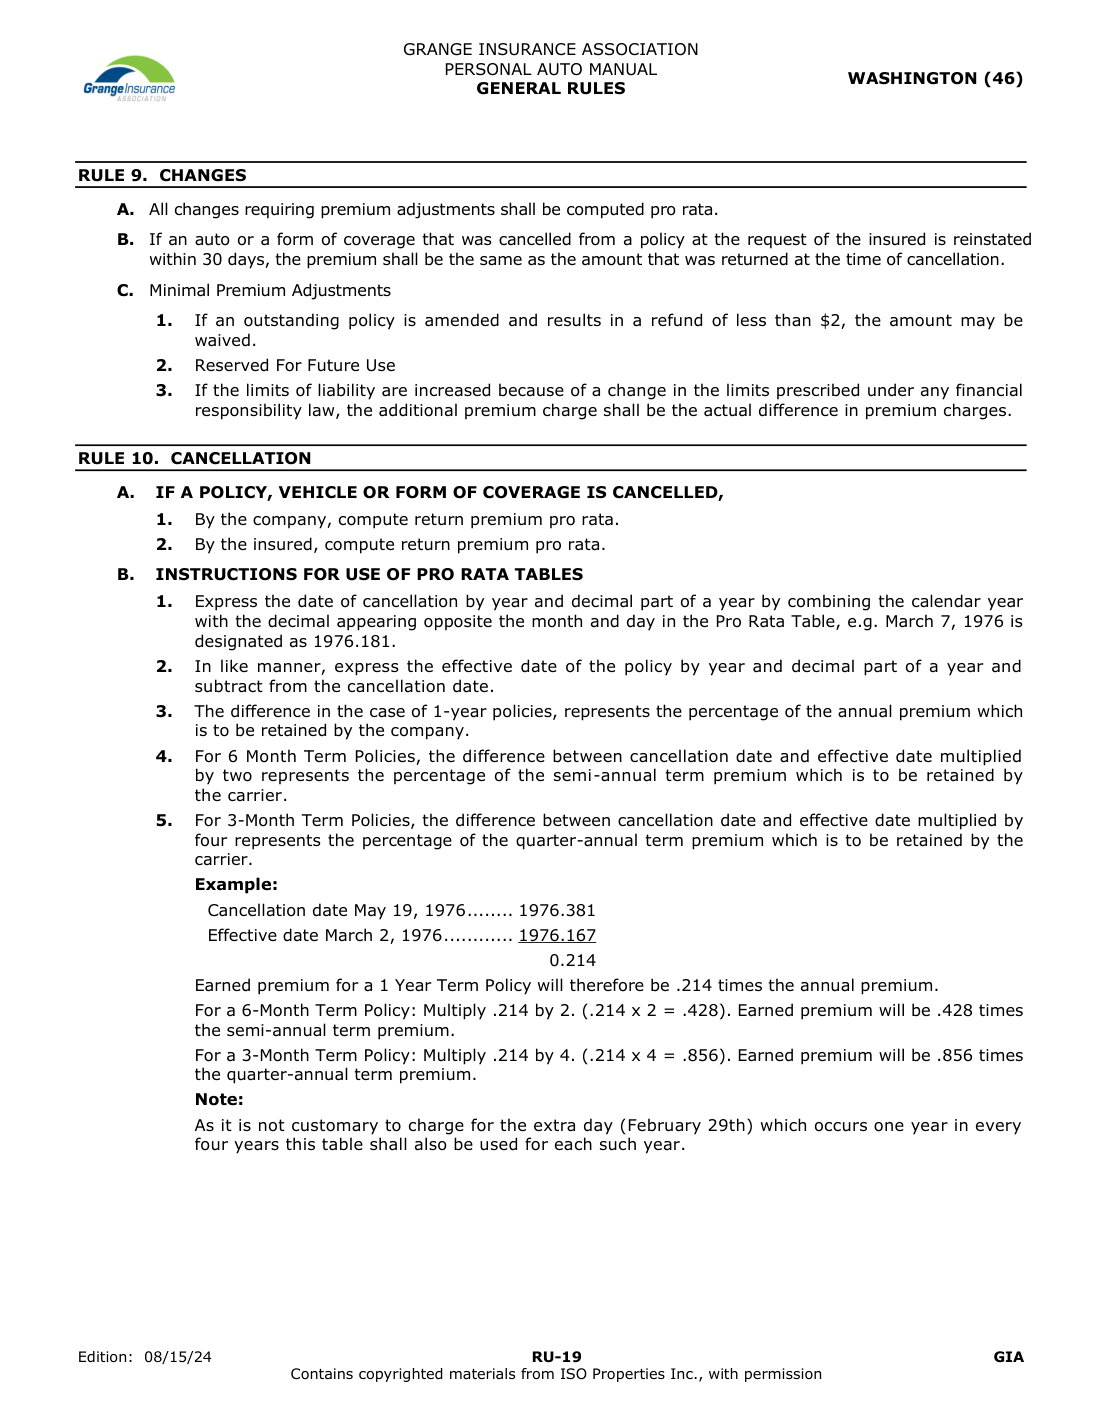 GRANGE INSURANCE ASSOCIATION
PERSONAL AUTO MANUAL
GENERAL RULES
WASHINGTON (46)
GrangeInsurance
ASSOCIATION
RULE 9. CHANGES
A. All changes requiring premium adjustments shall be computed pro rata.
B. If an auto or a form of coverage that was cancelled from a policy at the request of the insured is reinstated
within 30 days, the premium shall be the same as the amount that was returned at the time of cancellation.
C. Minimal Premium Adjustments
1. If an outstanding policy is amended and results in a refund of less than $2, the amount may be
waived.
2. Reserved For Future Use
3. If the limits of liability are increased because of a change in the limits prescribed under any financial
responsibility law, the additional premium charge shall be the actual difference in premium charges.
RULE 10. CANCELLATION
A. IF A POLICY, VEHICLE OR FORM OF COVERAGE IS CANCELLED,
1. By the company, compute return premium pro rata.
2. By the insured, compute return premium pro rata.
B. INSTRUCTIONS FOR USE OF PRO RATA TABLES
1. Express the date of cancellation by year and decimal part of a year by combining the calendar year
with the decimal appearing opposite the month and day in the Pro Rata Table, e.g. March 7, 1976 is
designated as 1976.181.
2. In like manner, express the effective date of the policy by year and decimal part of a year and
subtract from the cancellation date.
3. The difference in the case of 1-year policies, represents the percentage of the annual premium which
is to be retained by the company.
4. For 6 Month Term Policies, the difference between cancellation date and effective date multiplied
by two represents the percentage of the semi-annual term premium which is to be retained by
the carrier.
5. For 3-Month Term Policies, the difference between cancellation date and effective date multiplied by
four represents the percentage of the quarter-annual term premium which is to be retained by the
carrier.
Example:
Cancellation date May 19, 1976........ 1976.381
Effective date March 2, 1976............ 1976.167
0.214
Earned premium for a 1 Year Term Policy will therefore be .214 times the annual premium.
For a 6-Month Term Policy: Multiply .214 by 2. (.214 x 2 = .428). Earned premium will be .428 times
the semi-annual term premium.
For a 3-Month Term Policy: Multiply .214 by 4. (.214 x 4 = .856). Earned premium will be .856 times
the quarter-annual term premium.
Note:
As it is not customary to charge for the extra day (February 29th) which occurs one year in every
four years this table shall also be used for each such year.
Edition: 08/15/24 RU-19 GIA
Contains copyrighted materials from ISO Properties Inc., with permission